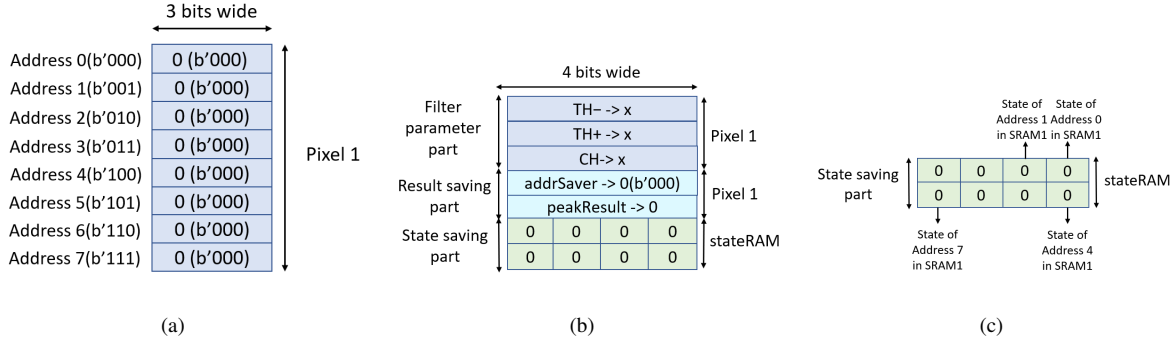 3 bits wide
Address 0(b'000)
0 (b'000)
Address 1(b'001)
0 (b'000)
Address 2(b'010)
0 (b'000)
Address 3(b'011)
0 (b'000)
Address 4(b'100)
0 (b'000)
Address 5(b'101)
0 (b'000)
Address 6(b'110)
0 (b'000)
Address 7(b'111)
0 (b'000)
Pixel 1
(a)
4 bits wide
Filter
parameter
part
TH− -> x
TH+ -> x
CH-> x
Pixel 1
Result saving
part
addrSaver -> 0(b'000)
peakResult -> 0
Pixel 1
State saving
part
0 0 0 0
0 0 0 0
stateRAM
(b)
State of
Address 1
in SRAM1
State of
Address 0
in SRAM1
State saving
part
0 0 0 0
0 0 0 0
stateRAM
State of
Address 7
in SRAM1
State of
Address 4
in SRAM1
(c)